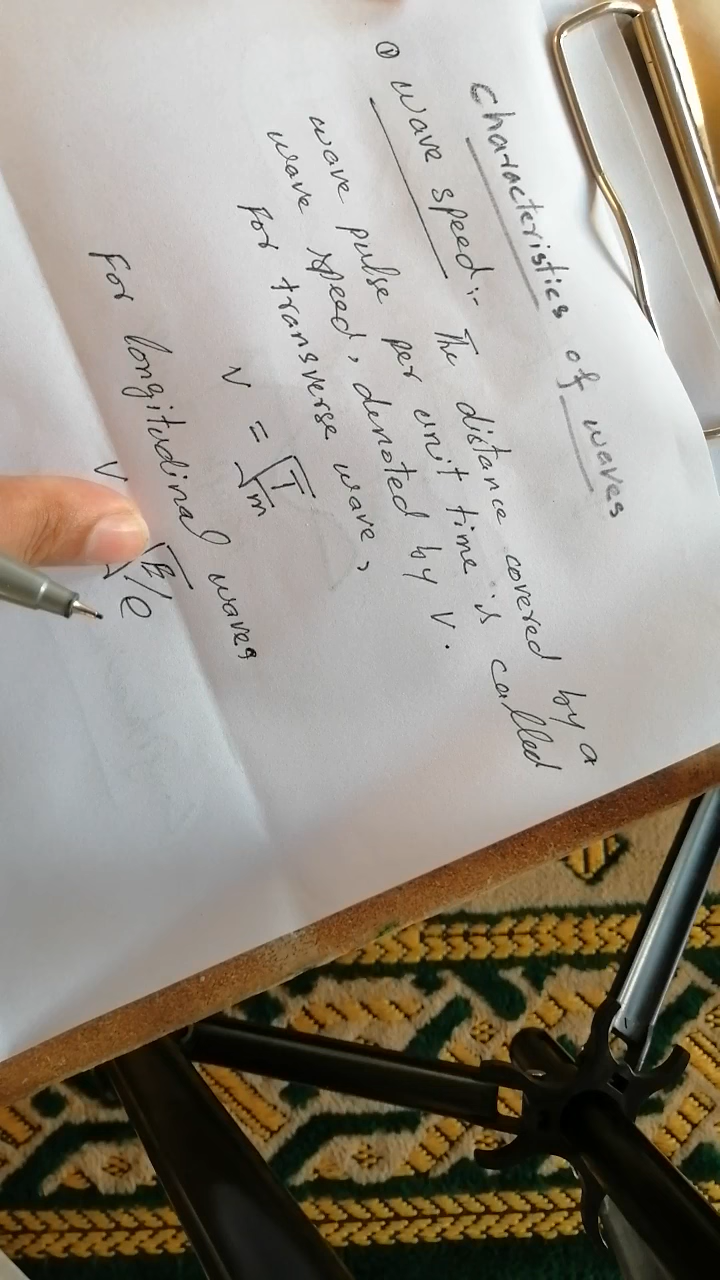 Characteristics of waves
① wave speed:- The distance covered by a
wave pulse per unit time is called
wave speed, denoted by V.
For transverse wave,
v = √T/m
For longitudinal waves
v √E/ρ